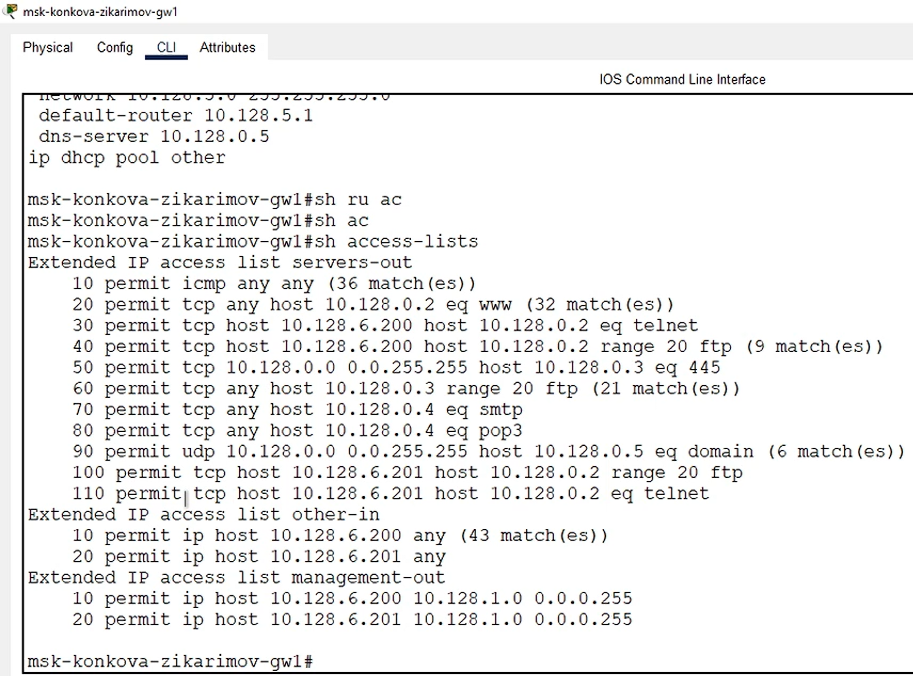 msk-konkova-zikarimov-gw1
Physical Config CLI Attributes
IOS Command Line Interface
network 10.128.5.0 255.255.255.0
default-router 10.128.5.1
dns-server 10.128.0.5
ip dhcp pool other
msk-konkova-zikarimov-gw1#sh ru ac
msk-konkova-zikarimov-gw1#sh ac
msk-konkova-zikarimov-gw1#sh access-lists
Extended IP access list servers-out
10 permit icmp any any (36 match(es))
20 permit tcp any host 10.128.0.2 eq www (32 match(es))
30 permit tcp host 10.128.6.200 host 10.128.0.2 eq telnet
40 permit tcp host 10.128.6.200 host 10.128.0.2 range 20 ftp (9 match(es))
50 permit tcp 10.128.0.0 0.0.255.255 host 10.128.0.3 eq 445
60 permit tcp any host 10.128.0.3 range 20 ftp (21 match(es))
70 permit tcp any host 10.128.0.4 eq smtp
80 permit tcp any host 10.128.0.4 eq pop3
90 permit udp 10.128.0.0 0.0.255.255 host 10.128.0.5 eq domain (6 match(es))
100 permit tcp host 10.128.6.201 host 10.128.0.2 range 20 ftp
110 permit tcp host 10.128.6.201 host 10.128.0.2 eq telnet
Extended IP access list other-in
10 permit ip host 10.128.6.200 any (43 match(es))
20 permit ip host 10.128.6.201 any
Extended IP access list management-out
10 permit ip host 10.128.6.200 10.128.1.0 0.0.0.255
20 permit ip host 10.128.6.201 10.128.1.0 0.0.0.255
msk-konkova-zikarimov-gw1#